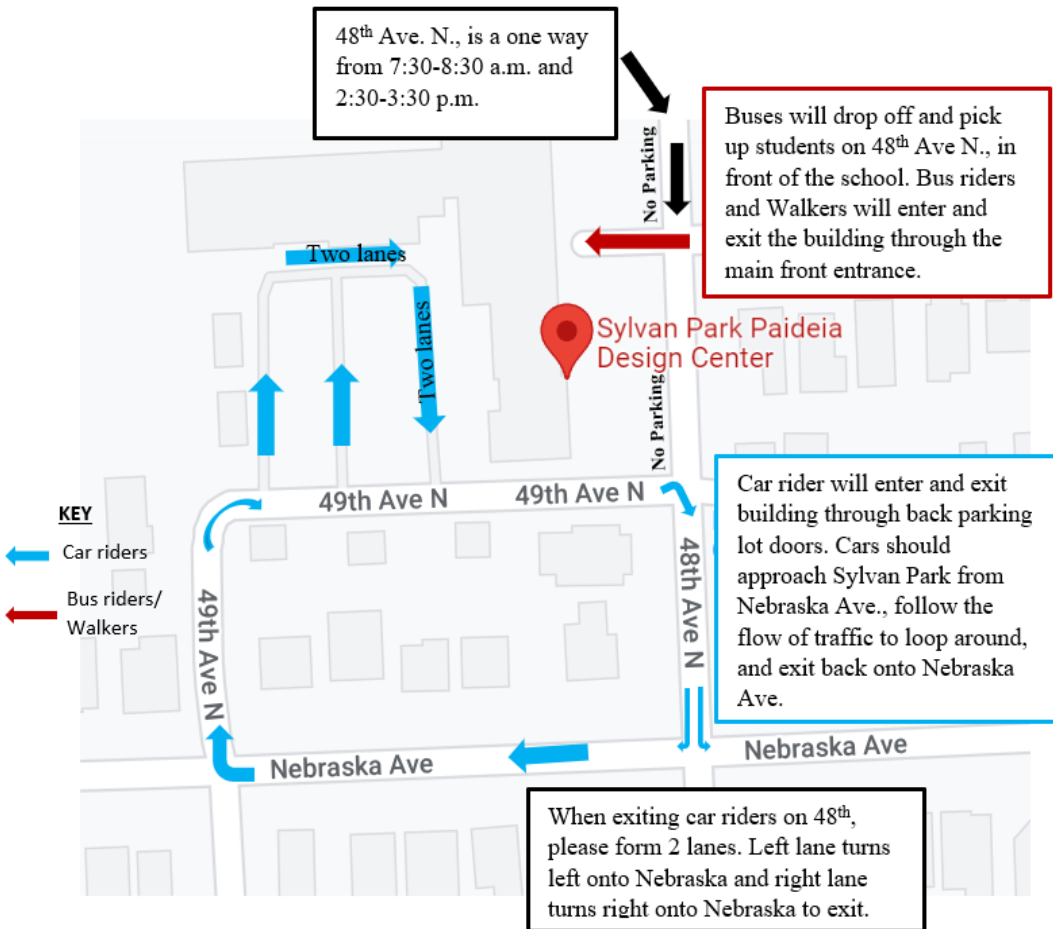 48th Ave. N., is a one way
from 7:30-8:30 a.m. and
2:30-3:30 p.m.
No Parking
Buses will drop off and pick
up students on 48th Ave N., in
front of the school. Bus riders
and Walkers will enter and
exit the building through the
main front entrance.
Two lanes
Two lanes
Sylvan Park Paideia
Design Center
No Parking
49th Ave N
49th Ave N
Car rider will enter and exit
building through back parking
lot doors. Cars should
approach Sylvan Park from
Nebraska Ave., follow the
flow of traffic to loop around,
and exit back onto Nebraska
Ave.
KEY
Car riders
Bus riders/
Walkers
49th Ave N
48th Ave N
Nebraska Ave
Nebraska Ave
When exiting car riders on 48th,
please form 2 lanes. Left lane turns
left onto Nebraska and right lane
turns right onto Nebraska to exit.